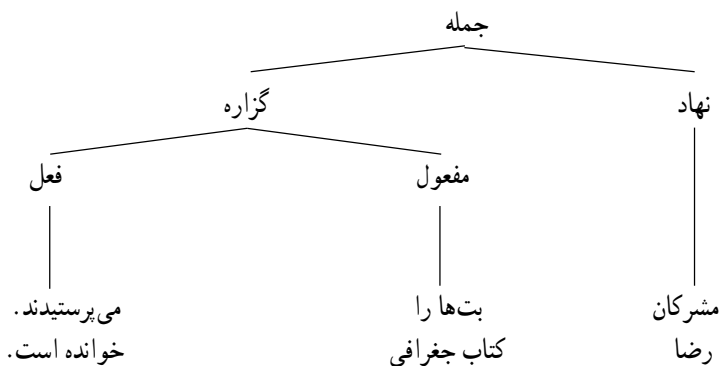 جمله
نهاد گزاره
مفعول فعل
مشرکان بت‌ها را می‌پرستیدند.
رضا کتاب جغرافی خوانده است.